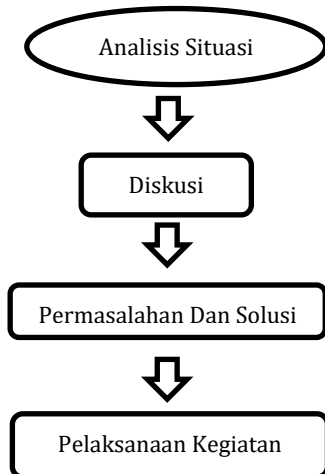 Analisis Situasi
Diskusi
Permasalahan Dan Solusi
Pelaksanaan Kegiatan